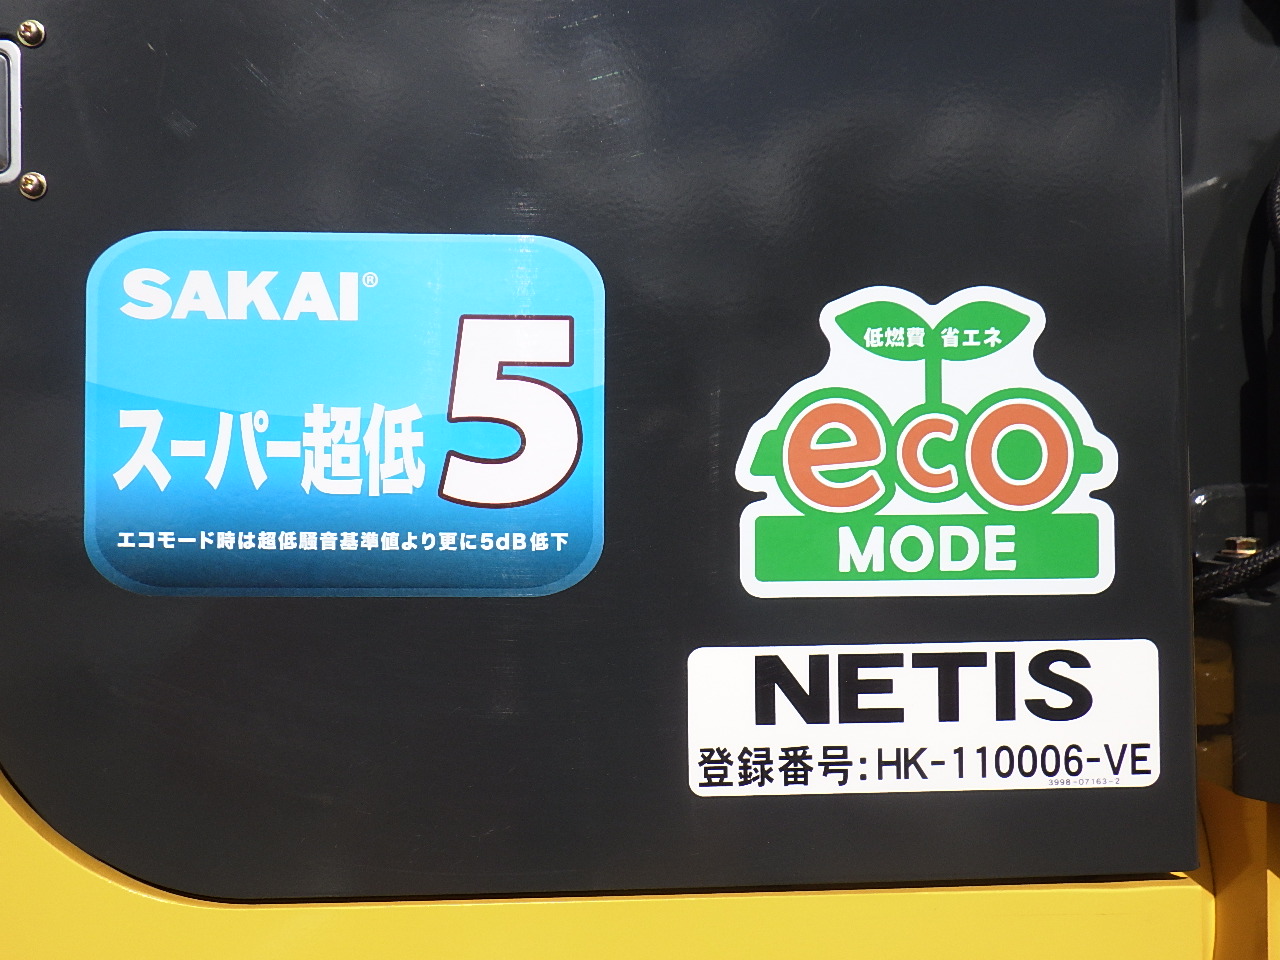 SAKAI®
スーパー超低5
エコモード時は超低騒音基準値より更に5dB低下
低燃費 省エネ
eco
MODE
NETIS
登録番号:HK-110006-VE
3998-07163-2